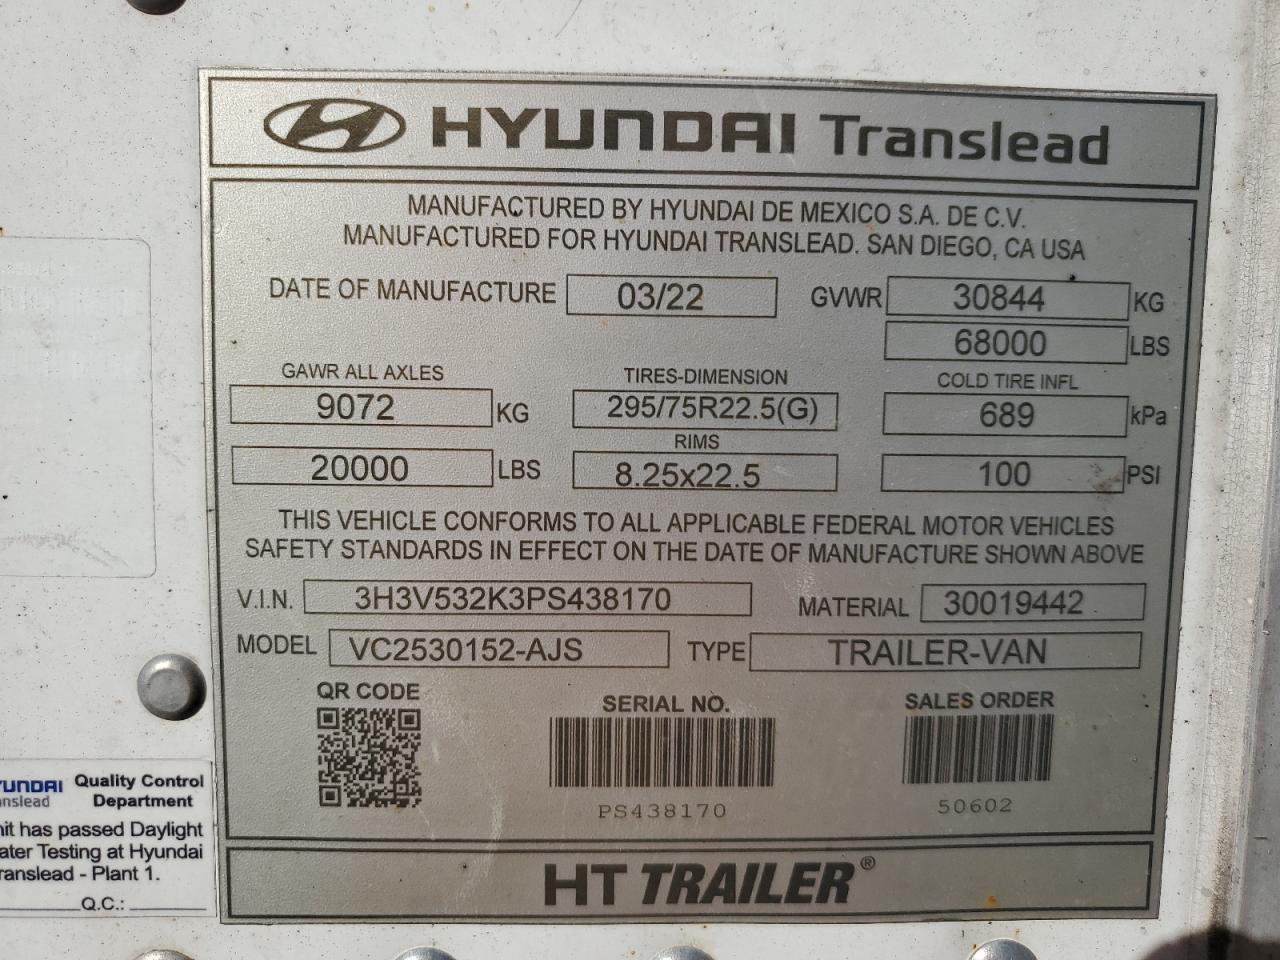 HYUNDAI Translead
MANUFACTURED BY HYUNDAI DE MEXICO S.A. DE C.V.
MANUFACTURED FOR HYUNDAI TRANSLEAD. SAN DIEGO, CA USA
DATE OF MANUFACTURE 03/22 GVWR 30844 KG
68000 LBS
GAWR ALL AXLES TIRES-DIMENSION COLD TIRE INFL
9072 KG 295/75R22.5(G) 689 kPa
RIMS
20000 LBS 8.25x22.5 100 PSI
THIS VEHICLE CONFORMS TO ALL APPLICABLE FEDERAL MOTOR VEHICLES
SAFETY STANDARDS IN EFFECT ON THE DATE OF MANUFACTURE SHOWN ABOVE
V.I.N. 3H3V532K3PS438170 MATERIAL 30019442
MODEL VC2530152-AJS TYPE TRAILER-VAN
QR CODE SERIAL NO. SALES ORDER
PS438170 50602
HT TRAILER®
YUNDAI Quality Control
nslead Department
nit has passed Daylight
ater Testing at Hyundai
ranslead - Plant 1.
Q.C.: